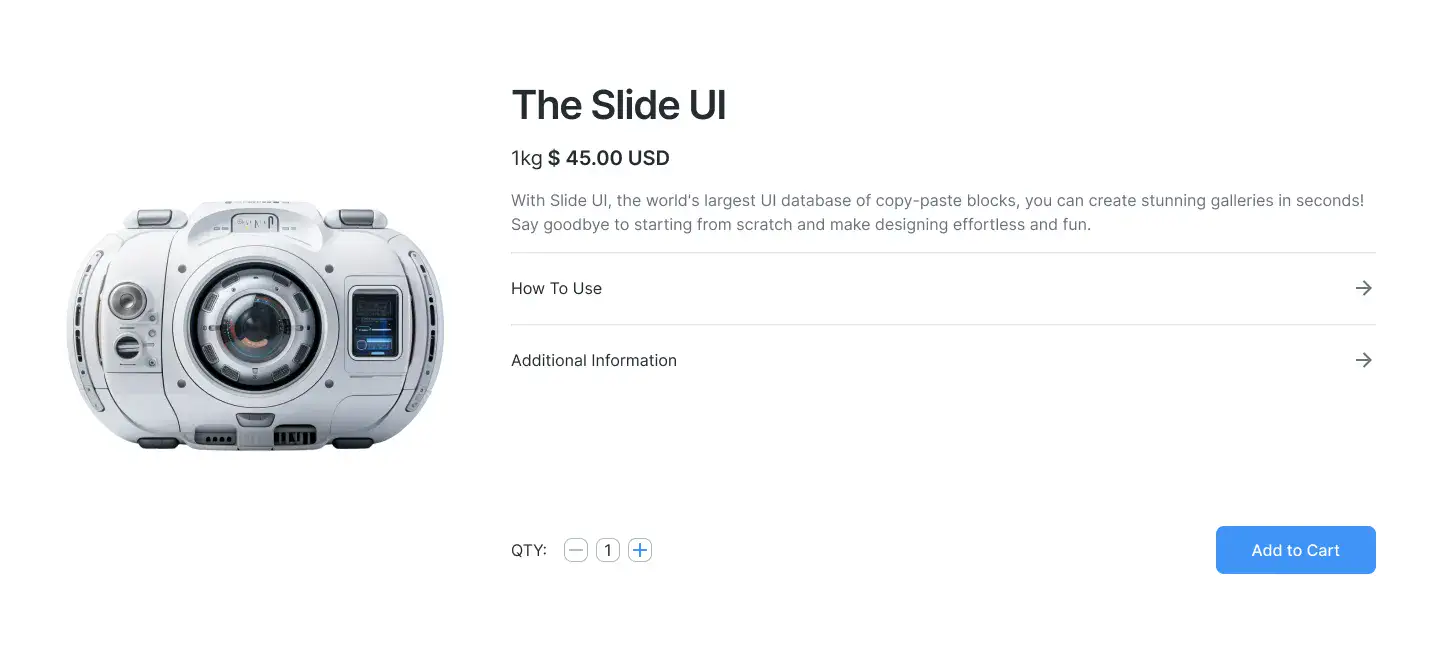 The Slide UI
1kg $ 45.00 USD
With Slide UI, the world's largest UI database of copy-paste blocks, you can create stunning galleries in seconds!
Say goodbye to starting from scratch and make designing effortless and fun.
How To Use
Additional Information
QTY: 1
Add to Cart